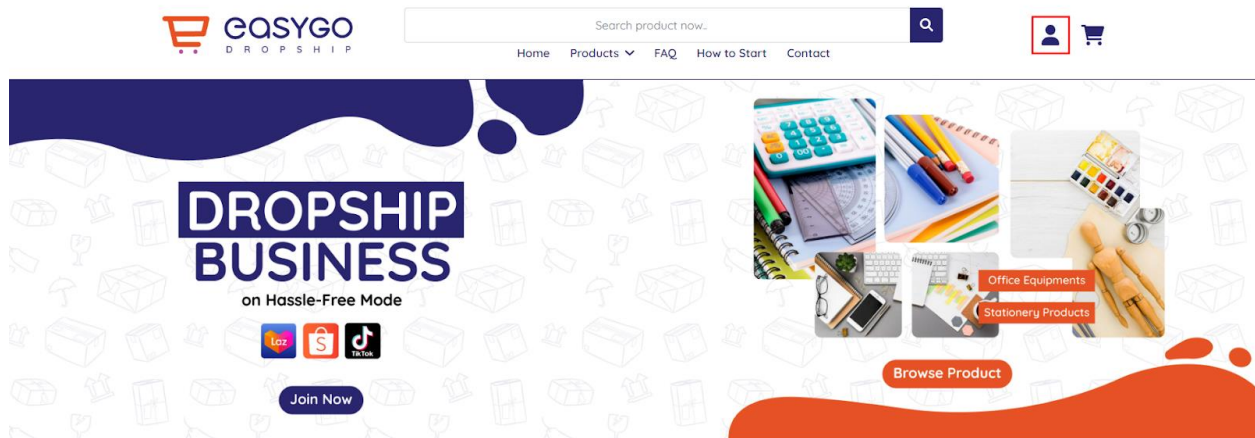 easyGO
DROPSHIP
Search product now..
Home Products FAQ How to Start Contact
DROPSHIP
BUSINESS
on Hassle-Free Mode
Laz
S
TikTok
Join Now
Office Equipments
Stationery Products
Browse Product